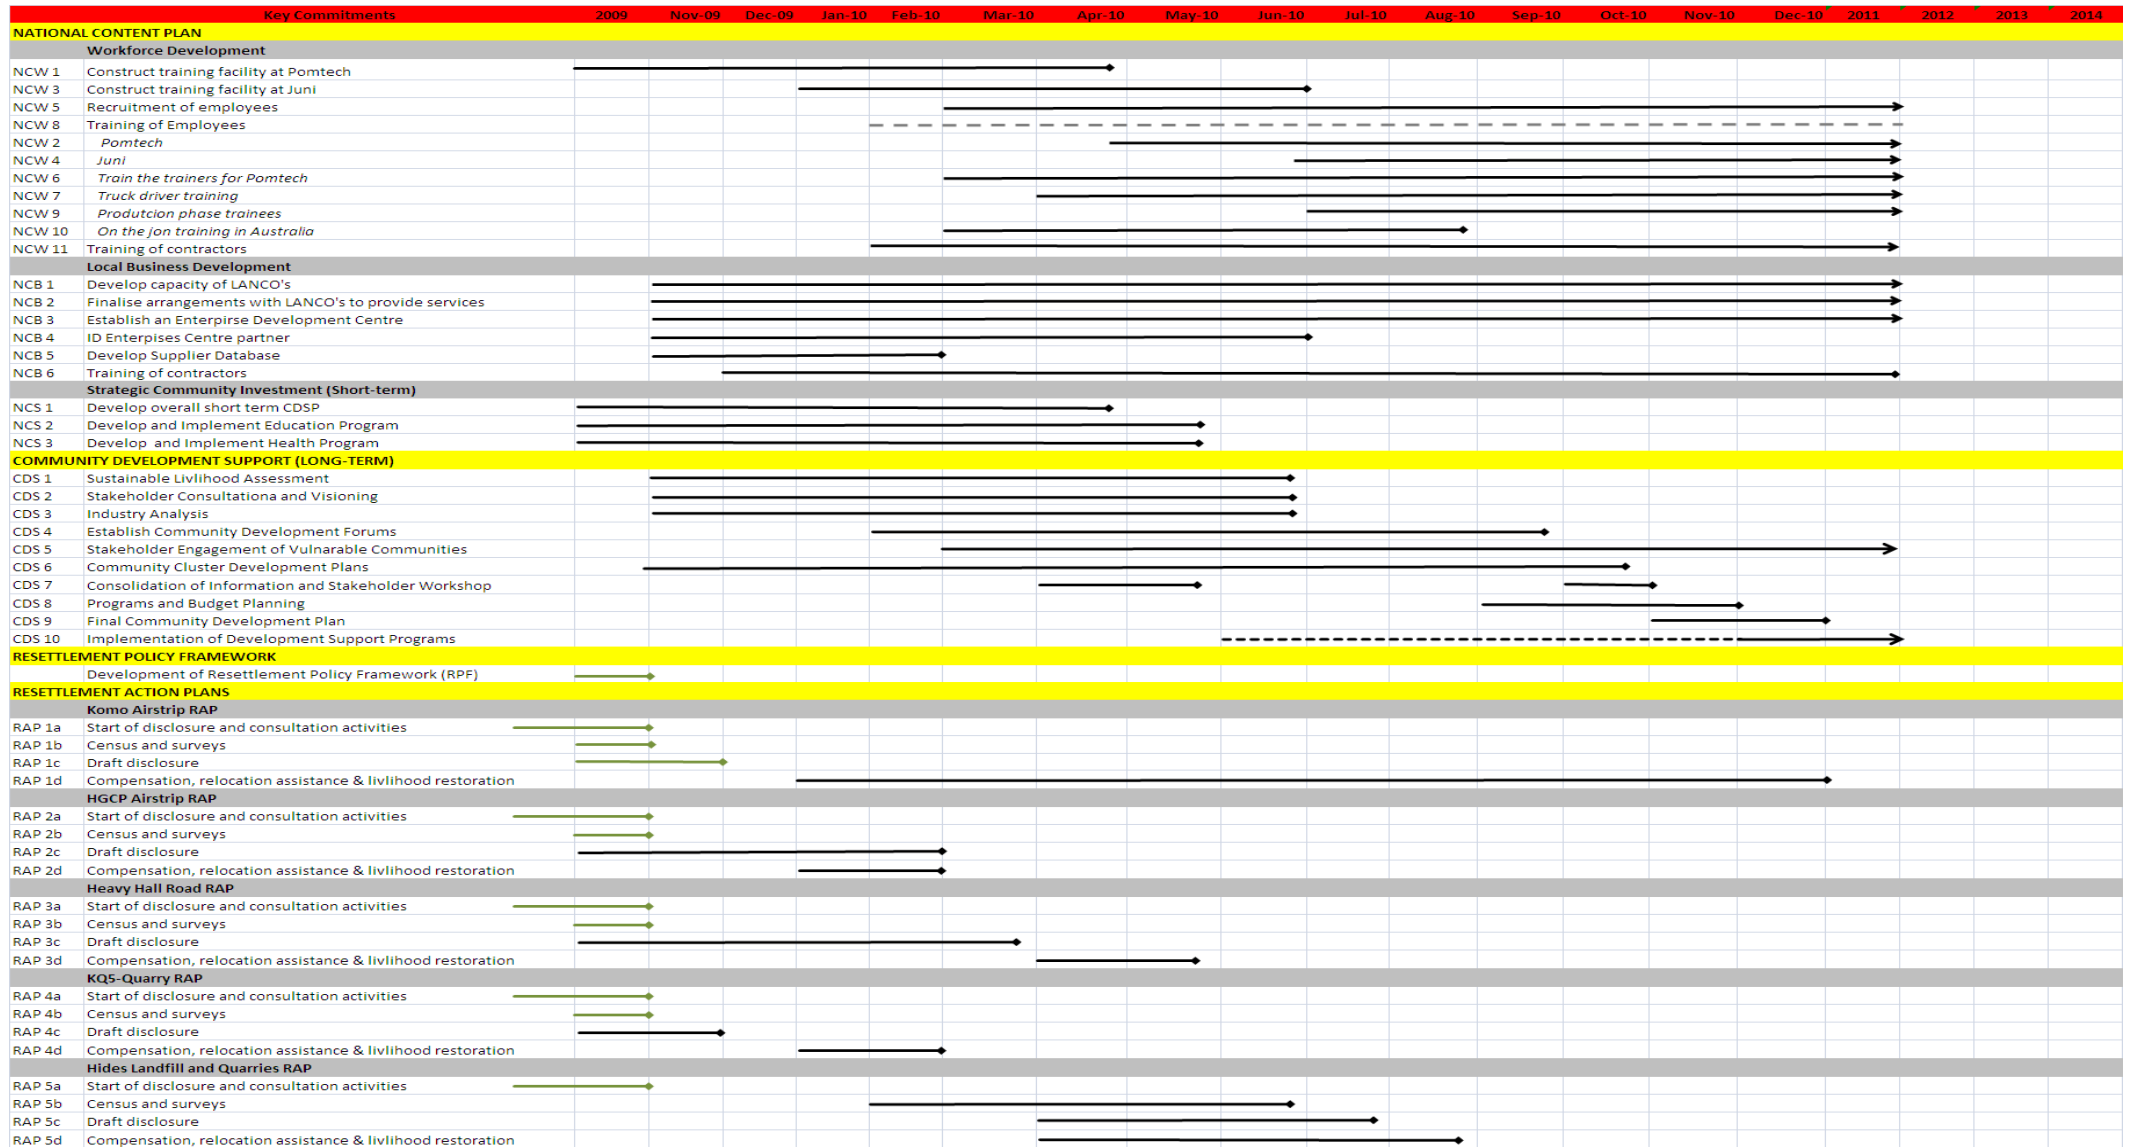 Key Commitments 2009 Nov-09 Dec-09 Jan-10 Feb-10 Mar-10 Apr-10 May-10 Jun-10 Jul-10 Aug-10 Sep-10 Oct-10 Nov-10 Dec-10 2011 2012 2013 2014
NATIONAL CONTENT PLAN
Workforce Development
NCW 1 Construct training facility at Pomtech
NCW 3 Construct training facility at Juni
NCW 5 Recruitment of employees
NCW 8 Training of Employees
NCW 2 Pomtech
NCW 4 Juni
NCW 6 Train the trainers for Pomtech
NCW 7 Truck driver training
NCW 9 Produtcion phase trainees
NCW 10 On the jon training in Australia
NCW 11 Training of contractors
Local Business Development
NCB 1 Develop capacity of LANCO's
NCB 2 Finalise arrangements with LANCO's to provide services
NCB 3 Establish an Enterpirse Development Centre
NCB 4 ID Enterpises Centre partner
NCB 5 Develop Supplier Database
NCB 6 Training of contractors
Strategic Community Investment (Short-term)
NCS 1 Develop overall short term CDSP
NCS 2 Develop and Implement Education Program
NCS 3 Develop and Implement Health Program
COMMUNITY DEVELOPMENT SUPPORT (LONG-TERM)
CDS 1 Sustainable Livlihood Assessment
CDS 2 Stakeholder Consultationa and Visioning
CDS 3 Industry Analysis
CDS 4 Establish Community Development Forums
CDS 5 Stakeholder Engagement of Vulnarable Communities
CDS 6 Community Cluster Development Plans
CDS 7 Consolidation of Information and Stakeholder Workshop
CDS 8 Programs and Budget Planning
CDS 9 Final Community Development Plan
CDS 10 Implementation of Development Support Programs
RESETTLEMENT POLICY FRAMEWORK
Development of Resettlement Policy Framework (RPF)
RESETTLEMENT ACTION PLANS
Komo Airstrip RAP
RAP 1a Start of disclosure and consultation activities
RAP 1b Census and surveys
RAP 1c Draft disclosure
RAP 1d Compensation, relocation assistance & livlihood restoration
HGCP Airstrip RAP
RAP 2a Start of disclosure and consultation activities
RAP 2b Census and surveys
RAP 2c Draft disclosure
RAP 2d Compensation, relocation assistance & livlihood restoration
Heavy Hall Road RAP
RAP 3a Start of disclosure and consultation activities
RAP 3b Census and surveys
RAP 3c Draft disclosure
RAP 3d Compensation, relocation assistance & livlihood restoration
KQ5-Quarry RAP
RAP 4a Start of disclosure and consultation activities
RAP 4b Census and surveys
RAP 4c Draft disclosure
RAP 4d Compensation, relocation assistance & livlihood restoration
Hides Landfill and Quarries RAP
RAP 5a Start of disclosure and consultation activities
RAP 5b Census and surveys
RAP 5c Draft disclosure
RAP 5d Compensation, relocation assistance & livlihood restoration